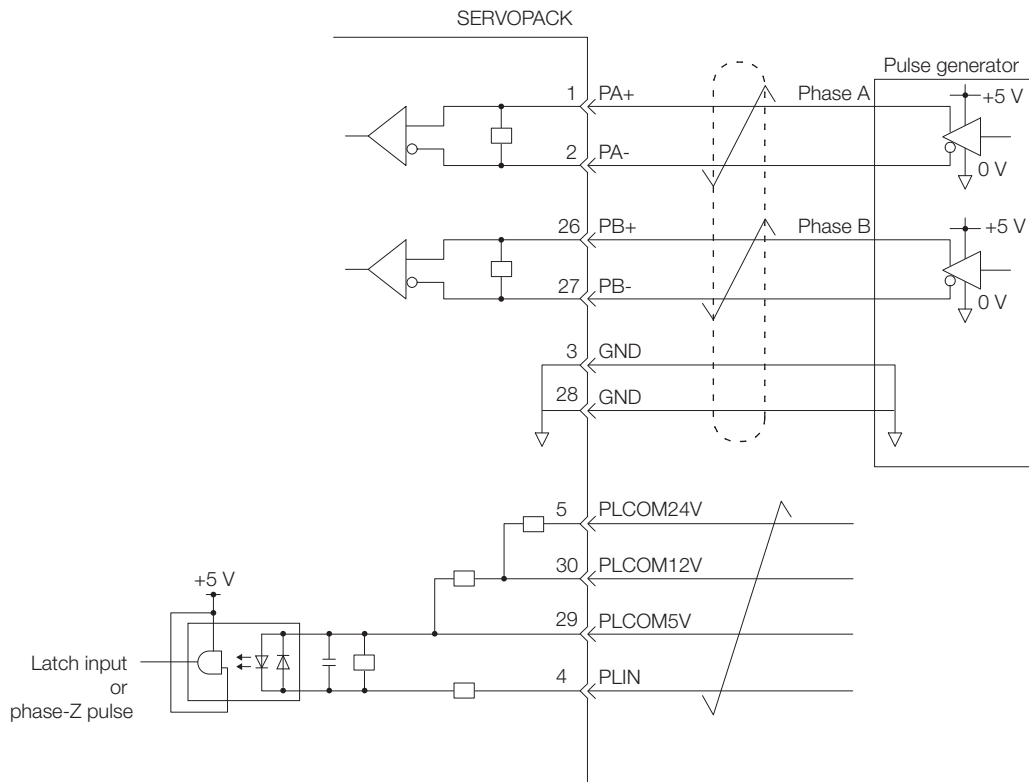 SERVOPACK
Pulse generator
1 PA+ Phase A +5 V
2 PA-
0 V
26 PB+ Phase B +5 V
27 PB-
0 V
3 GND
28 GND
5 PLCOM24V
30 PLCOM12V
+5 V
29 PLCOM5V
Latch input
or
phase-Z pulse
4 PLIN